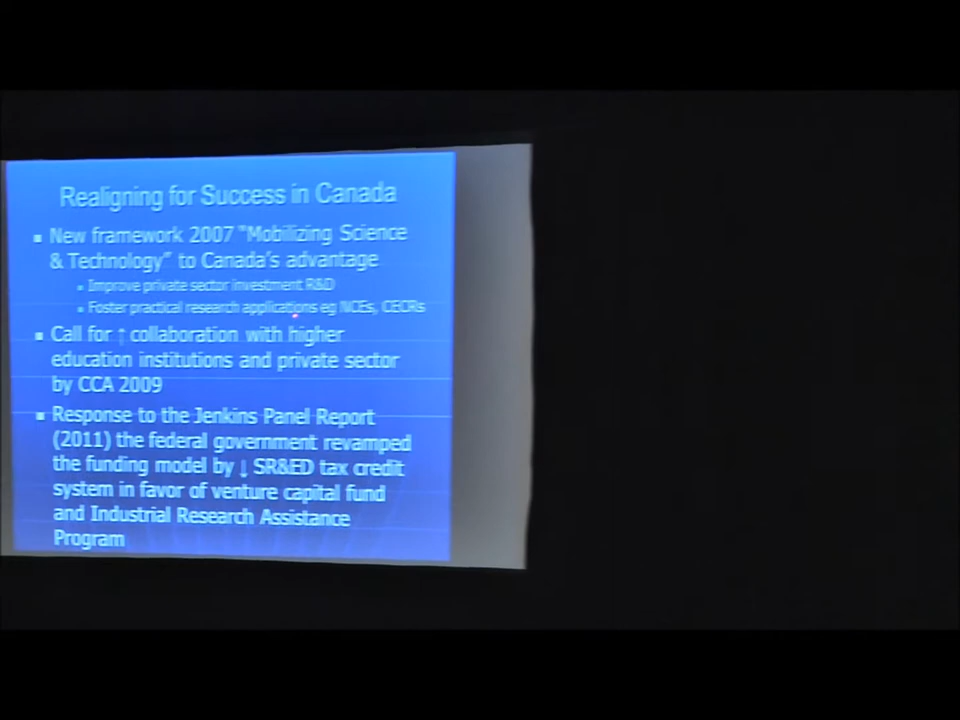 Realigning for Success in Canada
▪ New framework 2007 "Mobilizing Science
& Technology" to Canada's advantage
▪ Improve private sector investment R&D
▪ Foster practical research applications eg NCEs, CECRs
▪ Call for ↑ collaboration with higher
education institutions and private sector
by CCA 2009
▪ Response to the Jenkins Panel Report
(2011) the federal government revamped
the funding model by ↓ SR&ED tax credit
system in favor of venture capital fund
and Industrial Research Assistance
Program